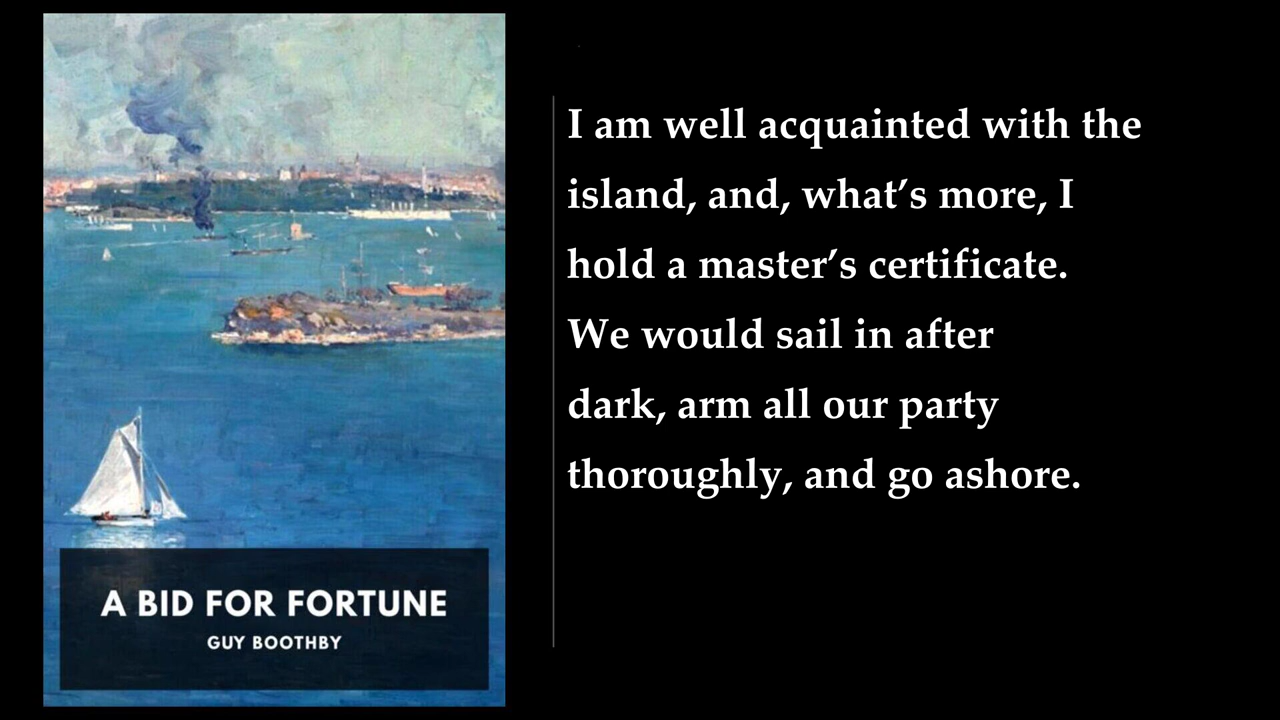 I am well acquainted with the
island, and, what’s more, I
hold a master’s certificate.
We would sail in after
dark, arm all our party
thoroughly, and go ashore.
A BID FOR FORTUNE
GUY BOOTHBY